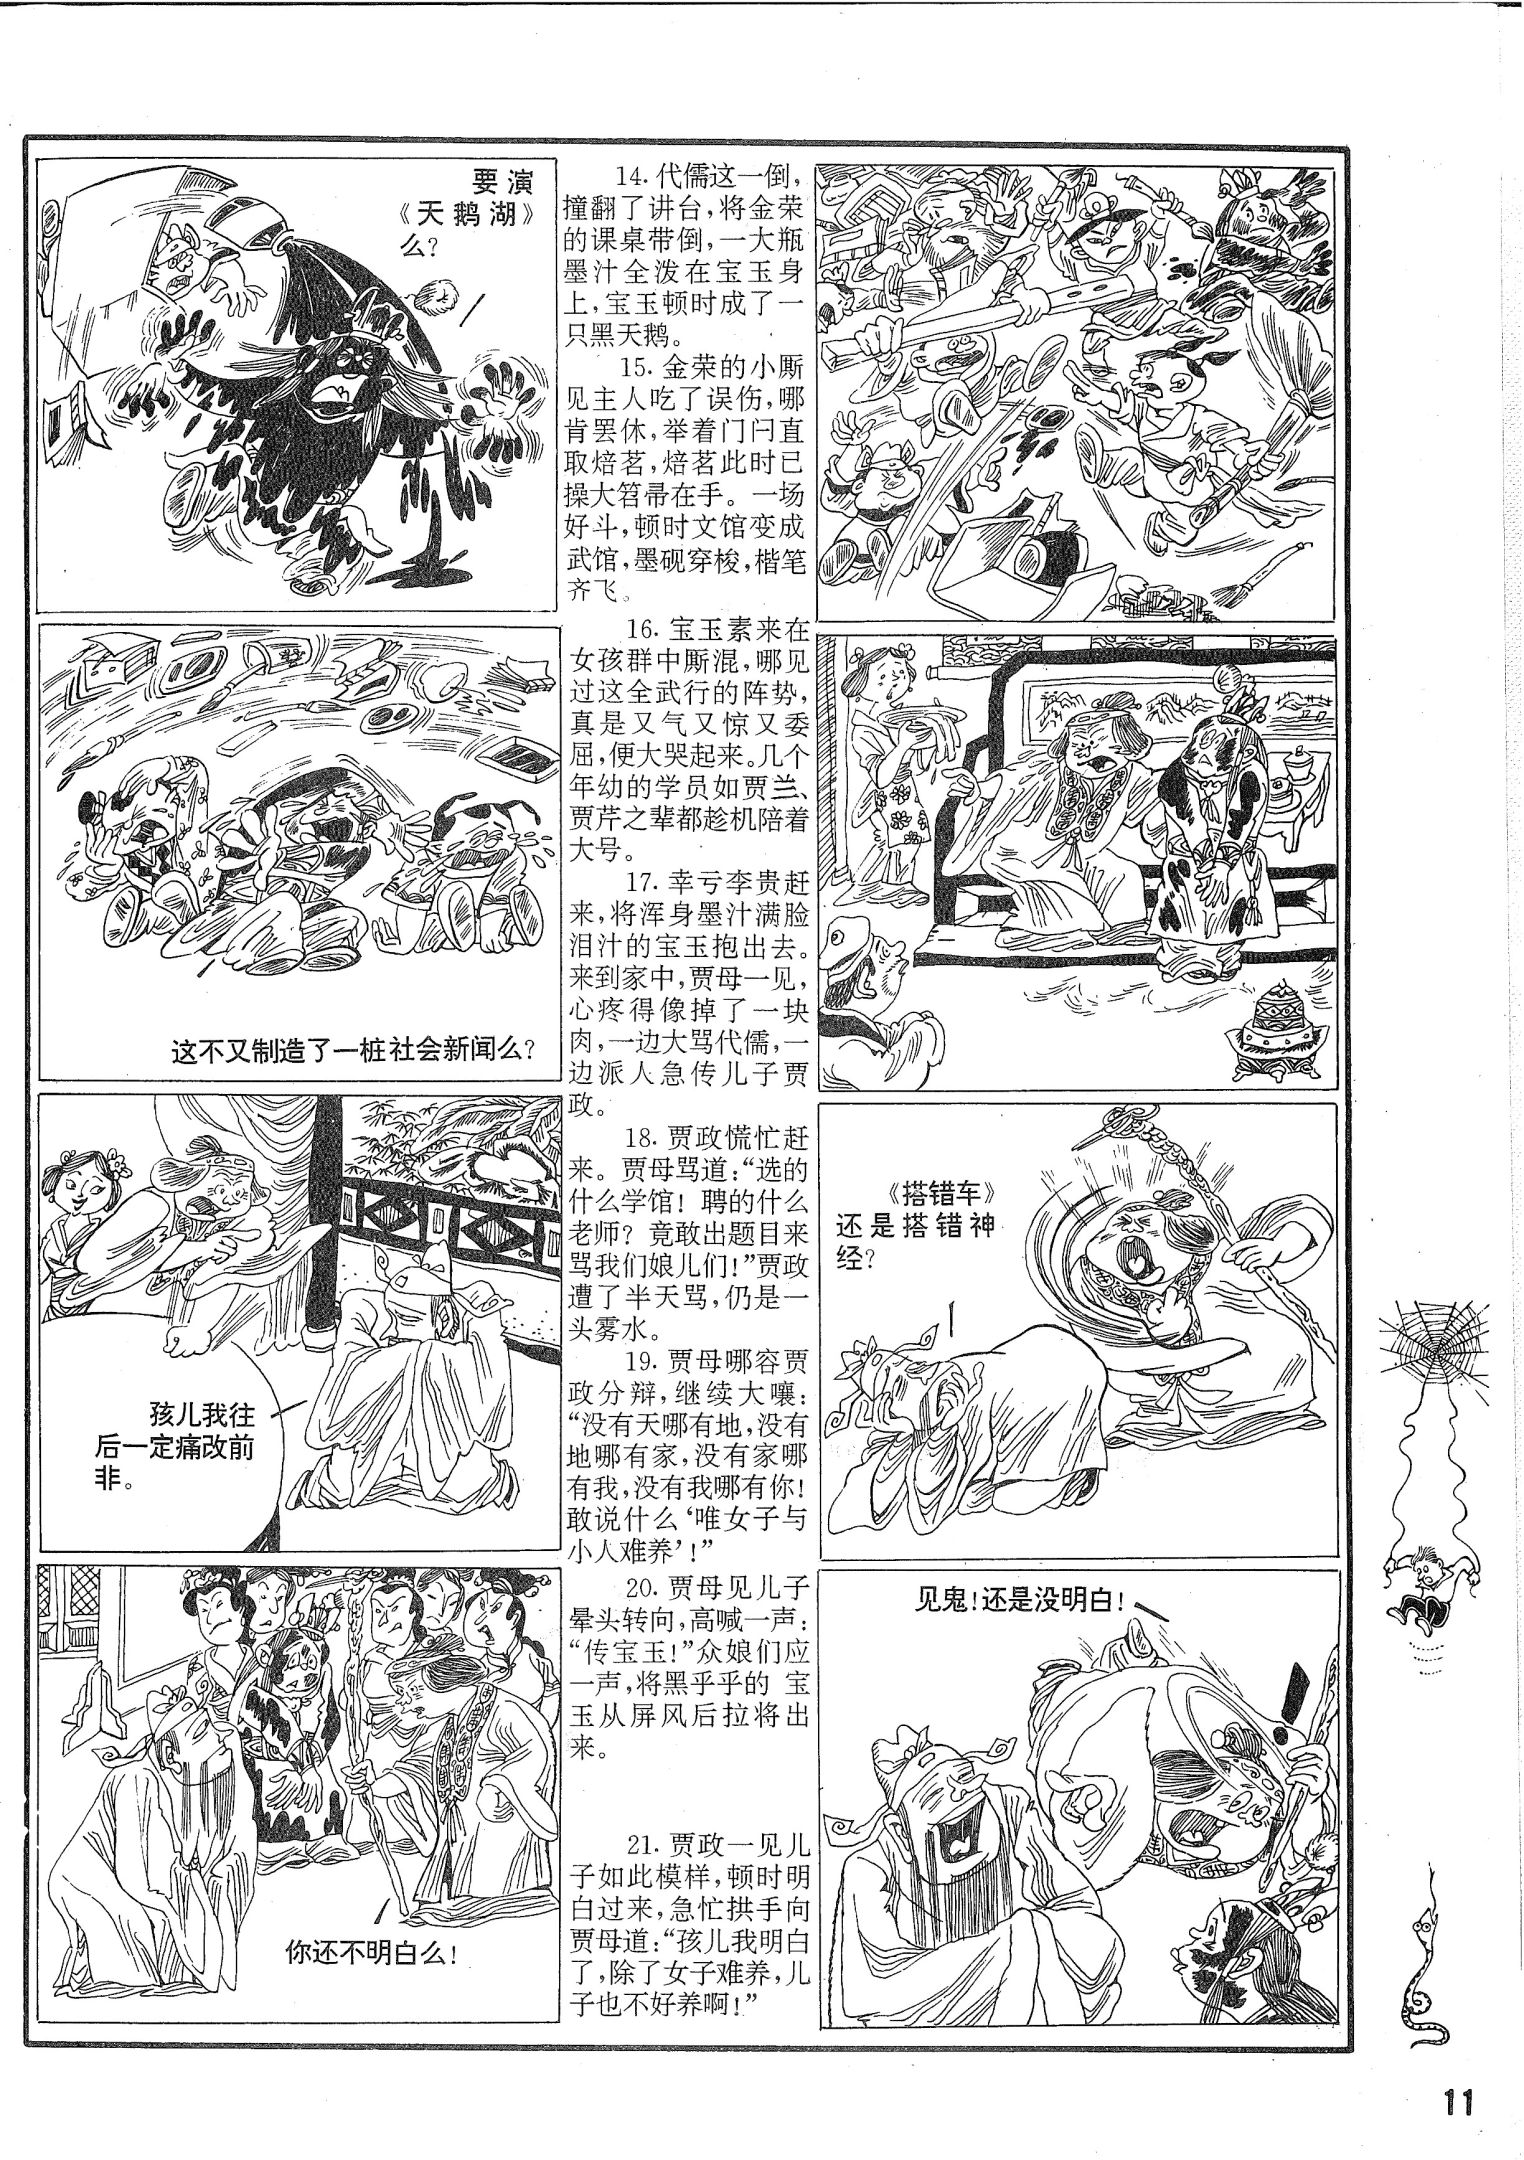 要演
《天鹅湖》
么？
14. 代儒这一倒，
撞翻了讲台，将金荣
的课桌带倒，一大瓶
墨汁全泼在宝玉身
上，宝玉顿时成了一
只黑天鹅。
15. 金荣的小厮
见主人吃了误伤，哪
肯罢休，举着门闩直
取焙茗，焙茗此时已
操大笤帚在手。一场
好斗，顿时文馆变成
武馆，墨砚穿梭，楷笔
齐飞。
16. 宝玉素来在
女孩群中厮混，哪见
过这全武行的阵势，
真是又气又惊又委
屈，便大哭起来。几个
年幼的学员如贾兰、
贾芹之辈都趁机陪着
大号。
这不又制造了一桩社会新闻么？
17. 幸亏李贵赶
来，将浑身墨汁满脸
泪汁的宝玉抱出去。
来到家中，贾母一见，
心疼得像掉了一块
肉，一边大骂代儒，一
边派人急传儿子贾
政。
18. 贾政慌忙赶
来。贾母骂道：“选的
什么学馆！聘的什么
老师？竟敢出题目来
骂我们娘儿们！”贾政
遭了半天骂，仍是一
头雾水。
孩儿我往
后一定痛改前
非。
19. 贾母哪容贾
政分辩，继续大嚷：
“没有天哪有地，没有
地哪有家，没有家哪
有我，没有我哪有你！
敢说什么‘唯女子与
小人难养’！”
《搭错车》
还是搭错神
经？
20. 贾母见儿子
晕头转向，高喊一声：
“传宝玉！”众娘们应
一声，将黑乎乎的 宝
玉从屏风后拉将出
来。
你还不明白么！
21. 贾政一见儿
子如此模样，顿时明
白过来，急忙拱手向
贾母道：“孩儿我明白
了，除了女子难养，儿
子也不好养啊！”
见鬼！还是没明白！
11